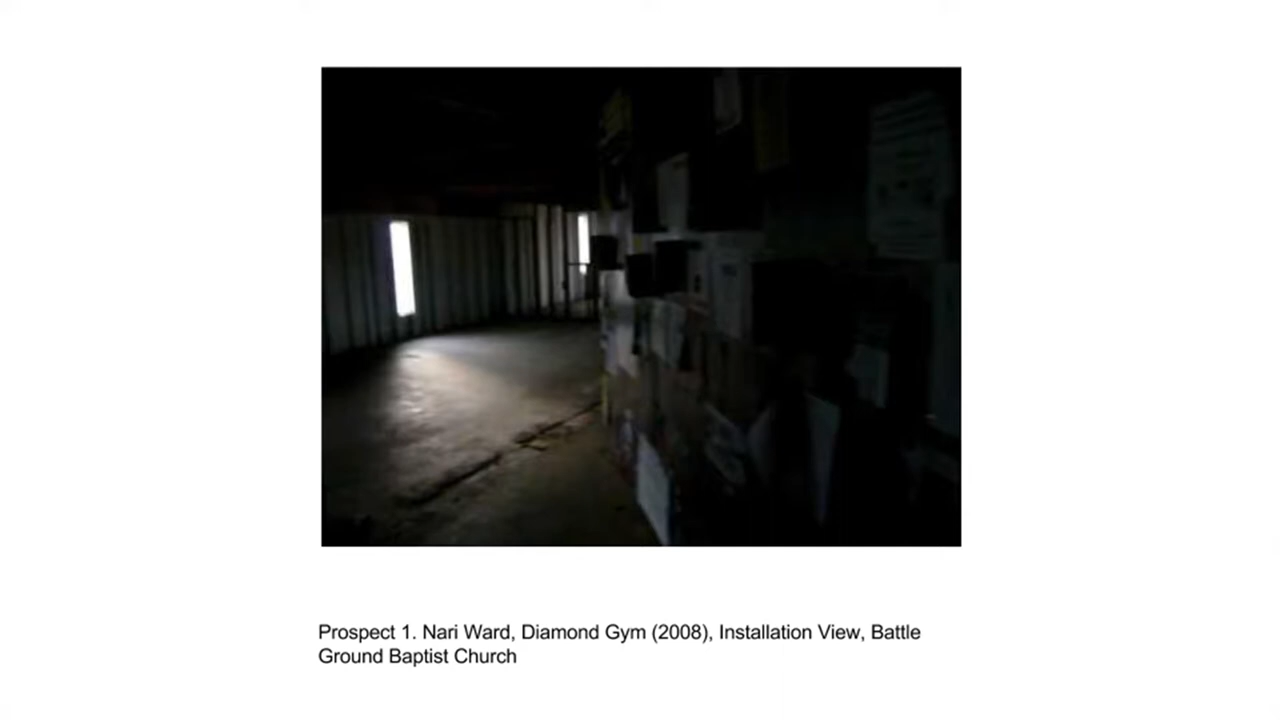 Prospect 1. Nari Ward, Diamond Gym (2008), Installation View, Battle
Ground Baptist Church